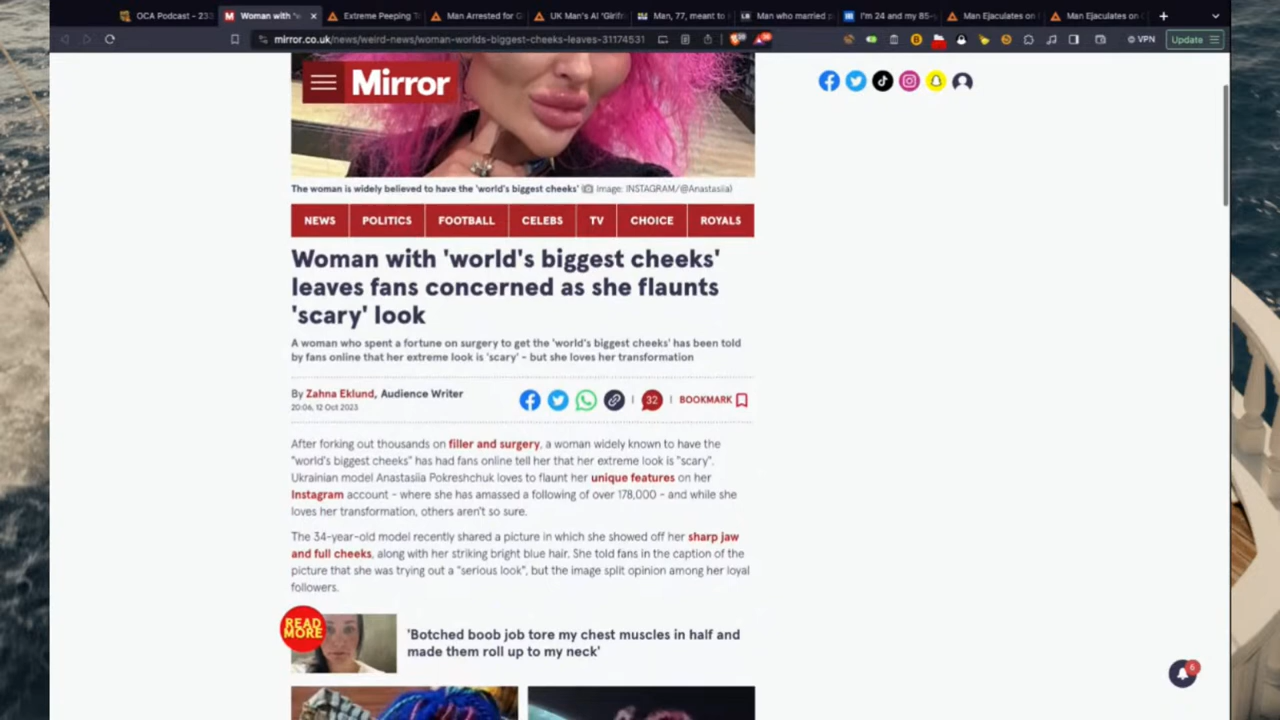 OCA Podcast - 233
Woman with "w
Extreme Peeping T
Man Arrested for G
UK Man's AI 'Girlfr
Man, 77, meant to
Man who married
I'm 24 and my 85-
Man Ejaculates on
Man Ejaculates on
mirror.co.uk/news/weird-news/woman-worlds-biggest-cheeks-leaves-31174531
VPN
Update
Mirror
The woman is widely believed to have the 'world's biggest cheeks' Image: INSTAGRAM/@Anastasiia)
NEWS
POLITICS
FOOTBALL
CELEBS
TV
CHOICE
ROYALS
Woman with 'world's biggest cheeks'
leaves fans concerned as she flaunts
'scary' look
A woman who spent a fortune on surgery to get the 'world's biggest cheeks' has been told
by fans online that her extreme look is 'scary' - but she loves her transformation
By Zahna Eklund, Audience Writer
20:06, 12 Oct 2023
32
BOOKMARK
After forking out thousands on filler and surgery, a woman widely known to have the
"world's biggest cheeks" has had fans online tell her that her extreme look is "scary".
Ukrainian model Anastasiia Pokreshchuk loves to flaunt her unique features on her
Instagram account - where she has amassed a following of over 178,000 - and while she
loves her transformation, others aren't so sure.
The 34-year-old model recently shared a picture in which she showed off her sharp jaw
and full cheeks, along with her striking bright blue hair. She told fans in the caption of the
picture that she was trying out a "serious look", but the image split opinion among her loyal
followers.
READ
MORE
'Botched boob job tore my chest muscles in half and
made them roll up to my neck'
6